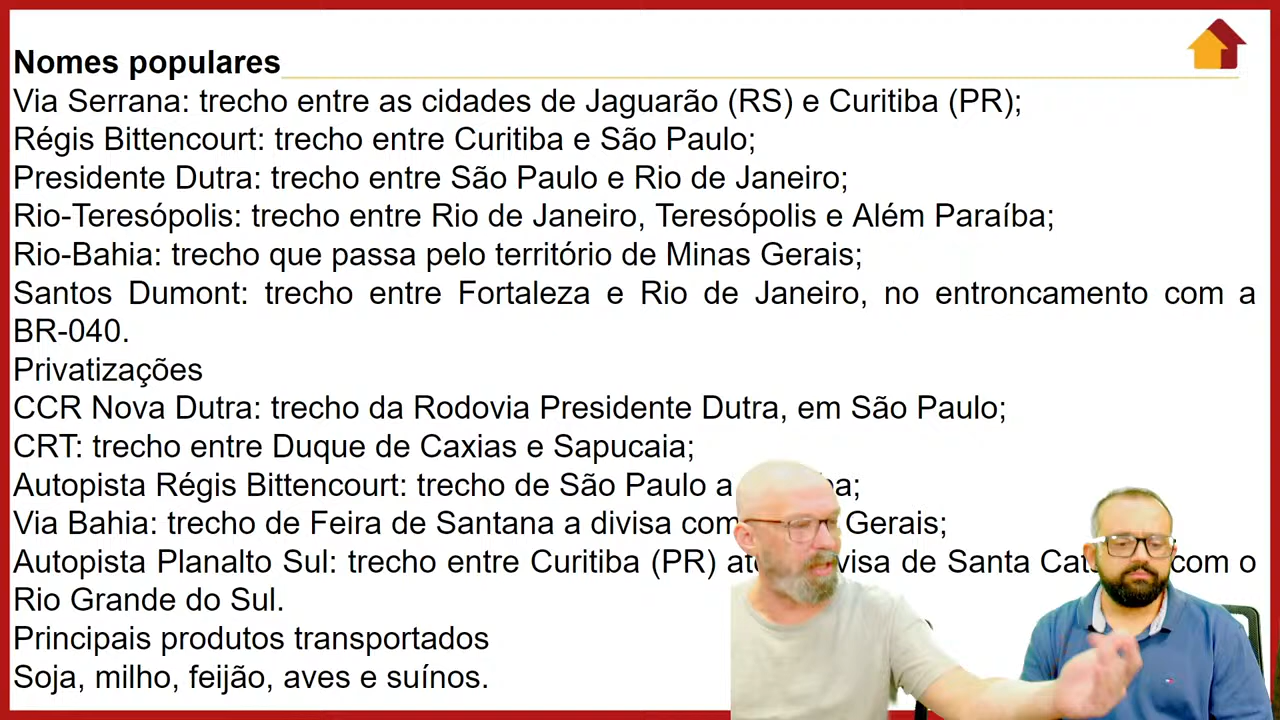 Nomes populares
Via Serrana: trecho entre as cidades de Jaguarão (RS) e Curitiba (PR);
Régis Bittencourt: trecho entre Curitiba e São Paulo;
Presidente Dutra: trecho entre São Paulo e Rio de Janeiro;
Rio-Teresópolis: trecho entre Rio de Janeiro, Teresópolis e Além Paraíba;
Rio-Bahia: trecho que passa pelo território de Minas Gerais;
Santos Dumont: trecho entre Fortaleza e Rio de Janeiro, no entroncamento com a
BR-040.
Privatizações
CCR Nova Dutra: trecho da Rodovia Presidente Dutra, em São Paulo;
CRT: trecho entre Duque de Caxias e Sapucaia;
Autopista Régis Bittencourt: trecho de São Paulo a
Via Bahia: trecho de Feira de Santana a divisa com Gerais;
Autopista Planalto Sul: trecho entre Curitiba (PR) de Santa com o
Rio Grande do Sul.
Principais produtos transportados
Soja, milho, feijão, aves e suínos.